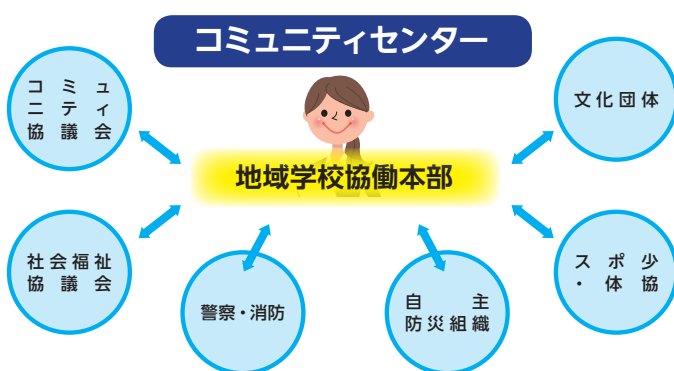 コミュニティセンター
コミュ
ニティ
協議会
文化団体
地域学校協働本部
社会福祉
協議会
警察・消防
自主
防災組織
スポ少
・体協